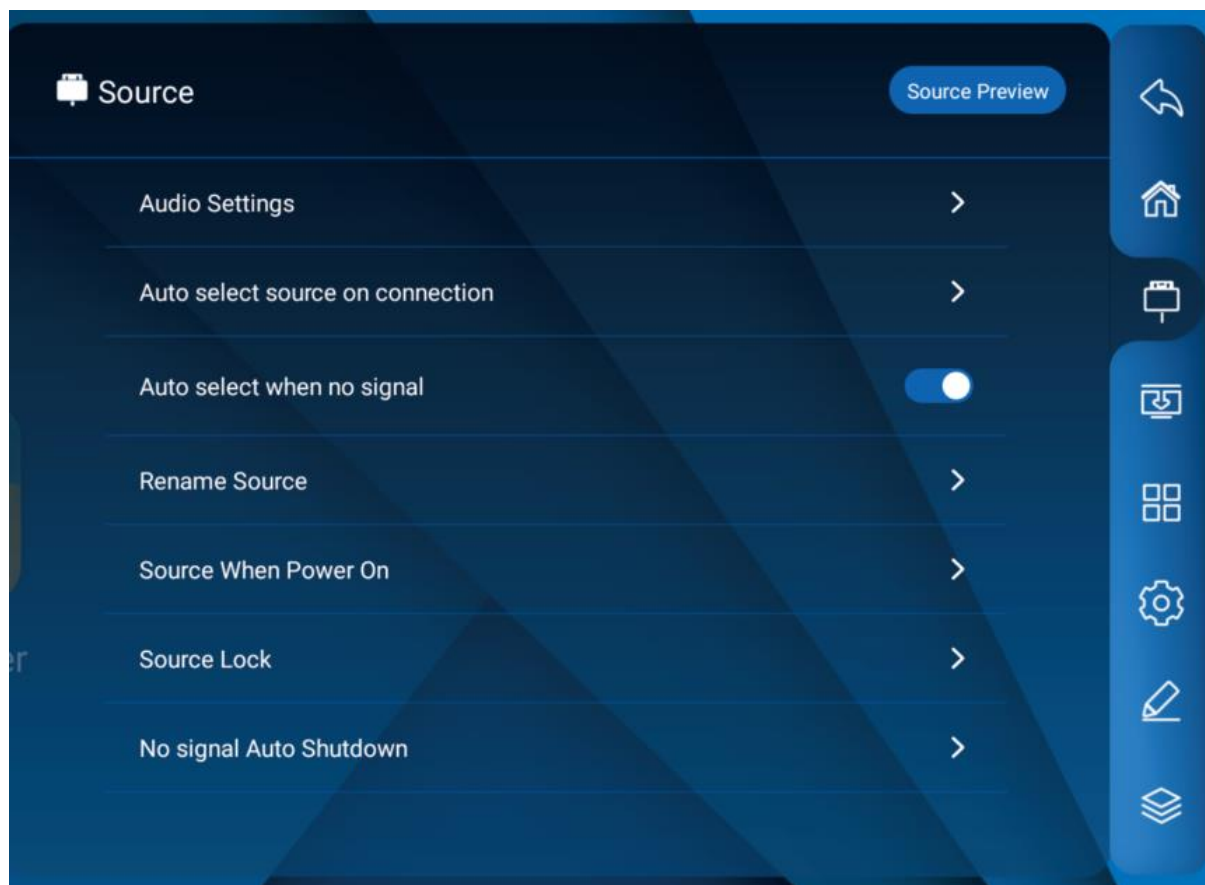 Source
Source Preview
Audio Settings
Auto select source on connection
Auto select when no signal
Rename Source
Source When Power On
Source Lock
er
No signal Auto Shutdown